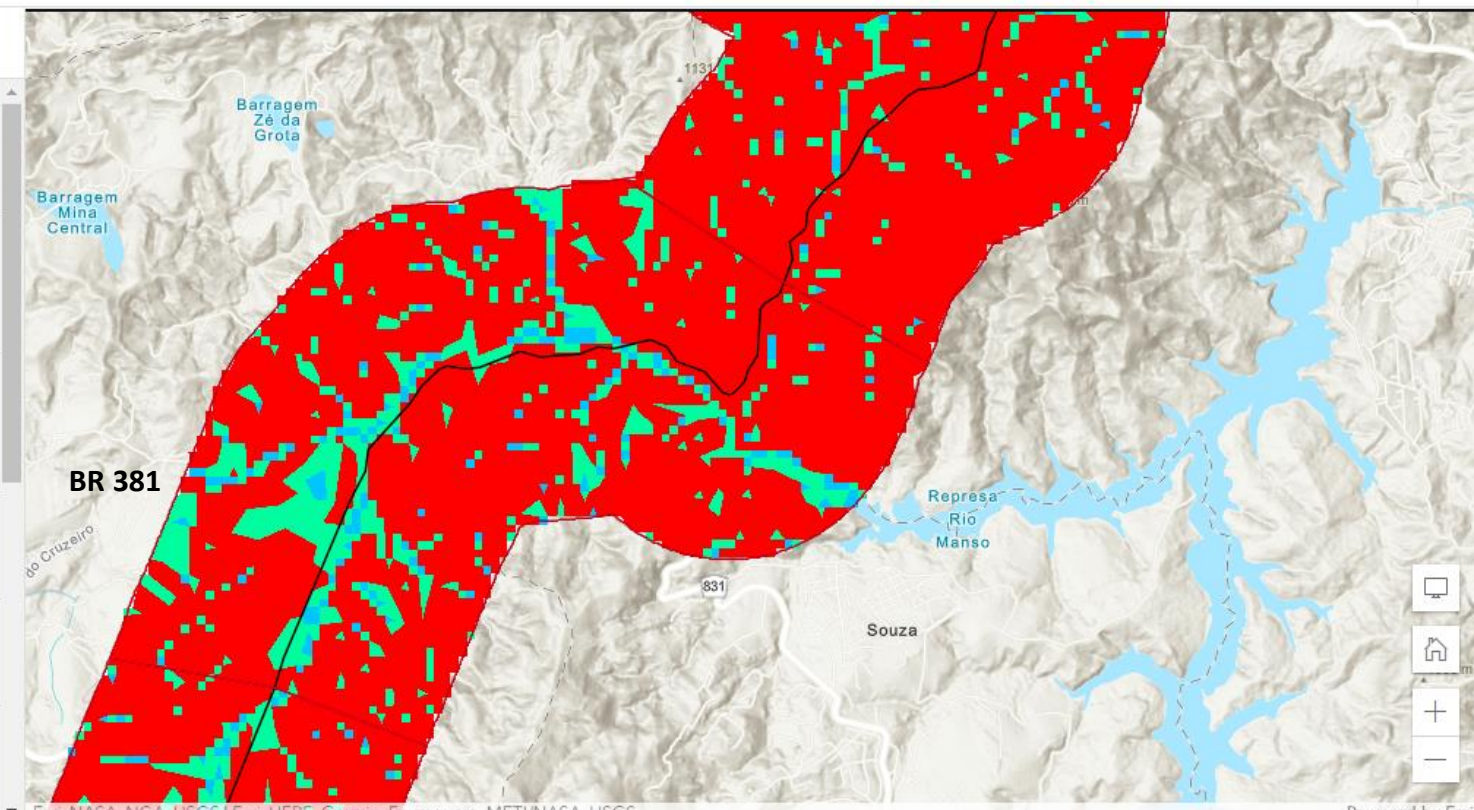 1131
Barragem
Zé da
Grota
Barragem
Mina
Central
m
BR 381
do Cruzeiro
Represa
Rio
Manso
831
Souza
m